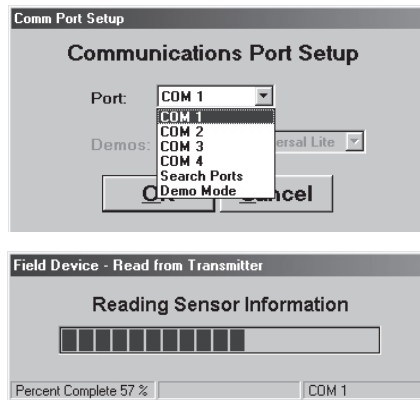 Comm Port Setup
Communications Port Setup
Port: COM 1
COM 1
COM 2
Demos: COM 3
COM 4
Search Ports
Demo Mode
Lite
Field Device - Read from Transmitter
Reading Sensor Information
Percent Complete 57 % COM 1